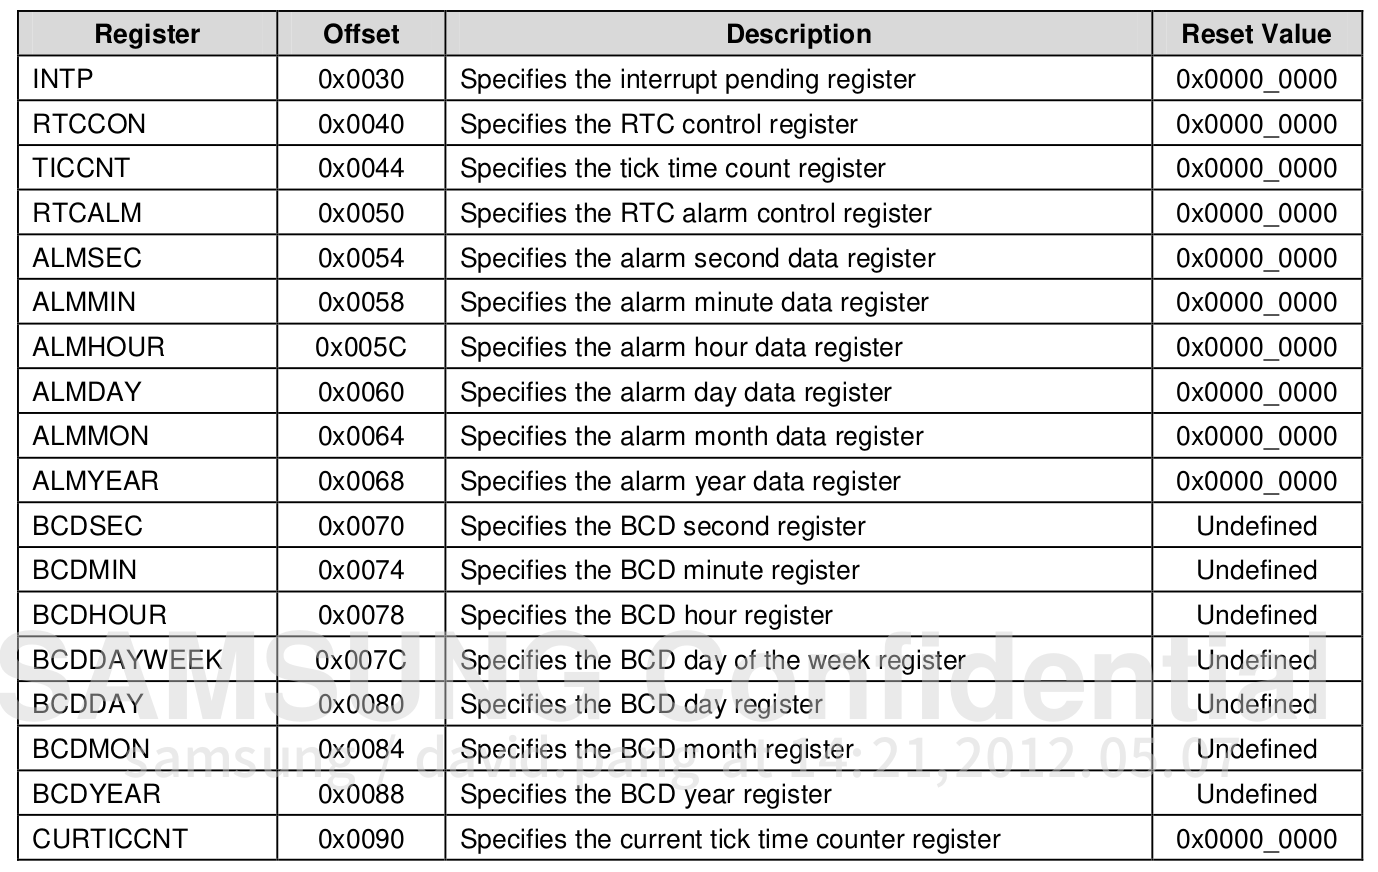 Register Offset Description Reset Value
INTP 0x0030 Specifies the interrupt pending register 0x0000_0000
RTCCON 0x0040 Specifies the RTC control register 0x0000_0000
TICCNT 0x0044 Specifies the tick time count register 0x0000_0000
RTCALM 0x0050 Specifies the RTC alarm control register 0x0000_0000
ALMSEC 0x0054 Specifies the alarm second data register 0x0000_0000
ALMMIN 0x0058 Specifies the alarm minute data register 0x0000_0000
ALMHOUR 0x005C Specifies the alarm hour data register 0x0000_0000
ALMDAY 0x0060 Specifies the alarm day data register 0x0000_0000
ALMMON 0x0064 Specifies the alarm month data register 0x0000_0000
ALMYEAR 0x0068 Specifies the alarm year data register 0x0000_0000
BCDSEC 0x0070 Specifies the BCD second register Undefined
BCDMIN 0x0074 Specifies the BCD minute register Undefined
BCDHOUR 0x0078 Specifies the BCD hour register Undefined
BCDDAYWEEK 0x007C Specifies the BCD day of the week register Undefined
SAMSUNG Confidential
BCDDAY 0x0080 Specifies the BCD day register Undefined
BCDMON 0x0084 Specifies the BCD month register Undefined
samsung / david.pang at 14:21,2012.05.07
BCDYEAR 0x0088 Specifies the BCD year register Undefined
CURTICCNT 0x0090 Specifies the current tick time counter register 0x0000_0000